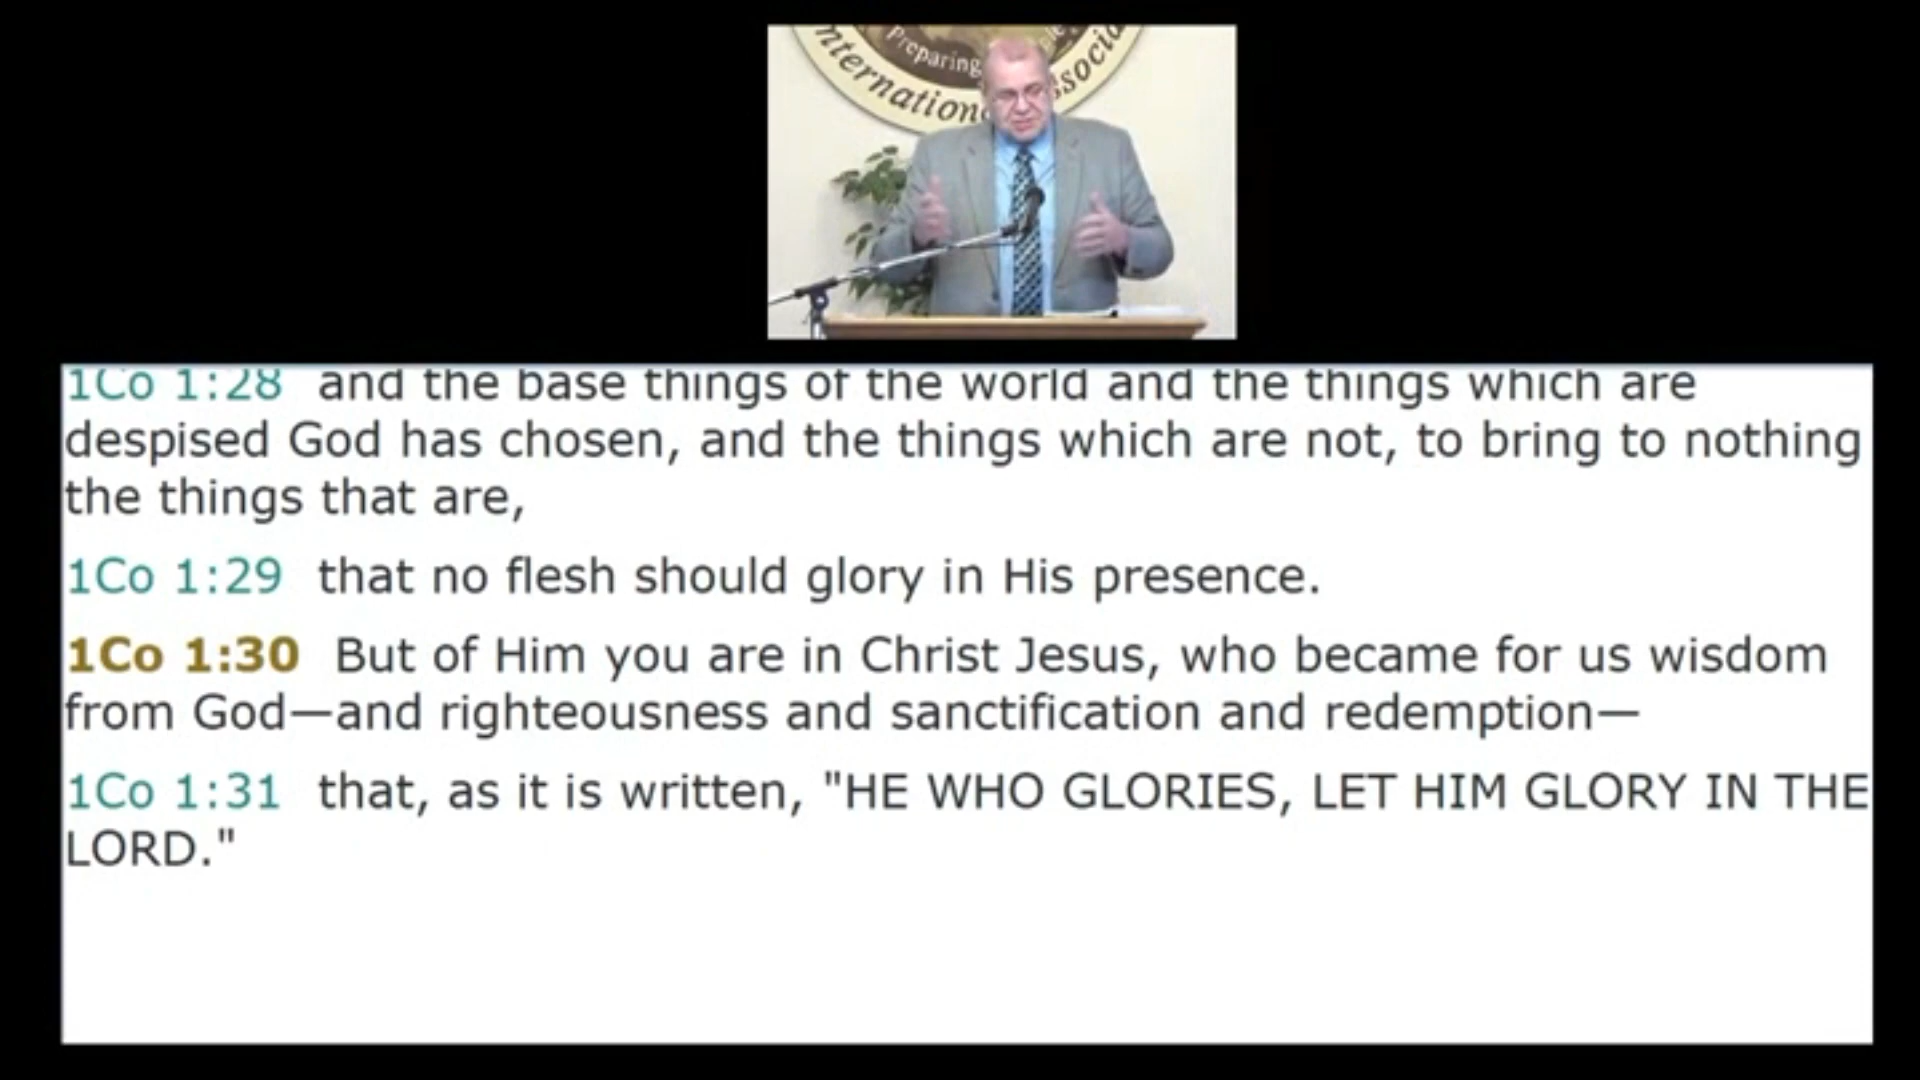 Preparing
International Associa
1Co 1:28 and the base things of the world and the things which are
despised God has chosen, and the things which are not, to bring to nothing
the things that are,
1Co 1:29 that no flesh should glory in His presence.
1Co 1:30 But of Him you are in Christ Jesus, who became for us wisdom
from God—and righteousness and sanctification and redemption—
1Co 1:31 that, as it is written, "HE WHO GLORIES, LET HIM GLORY IN THE
LORD."